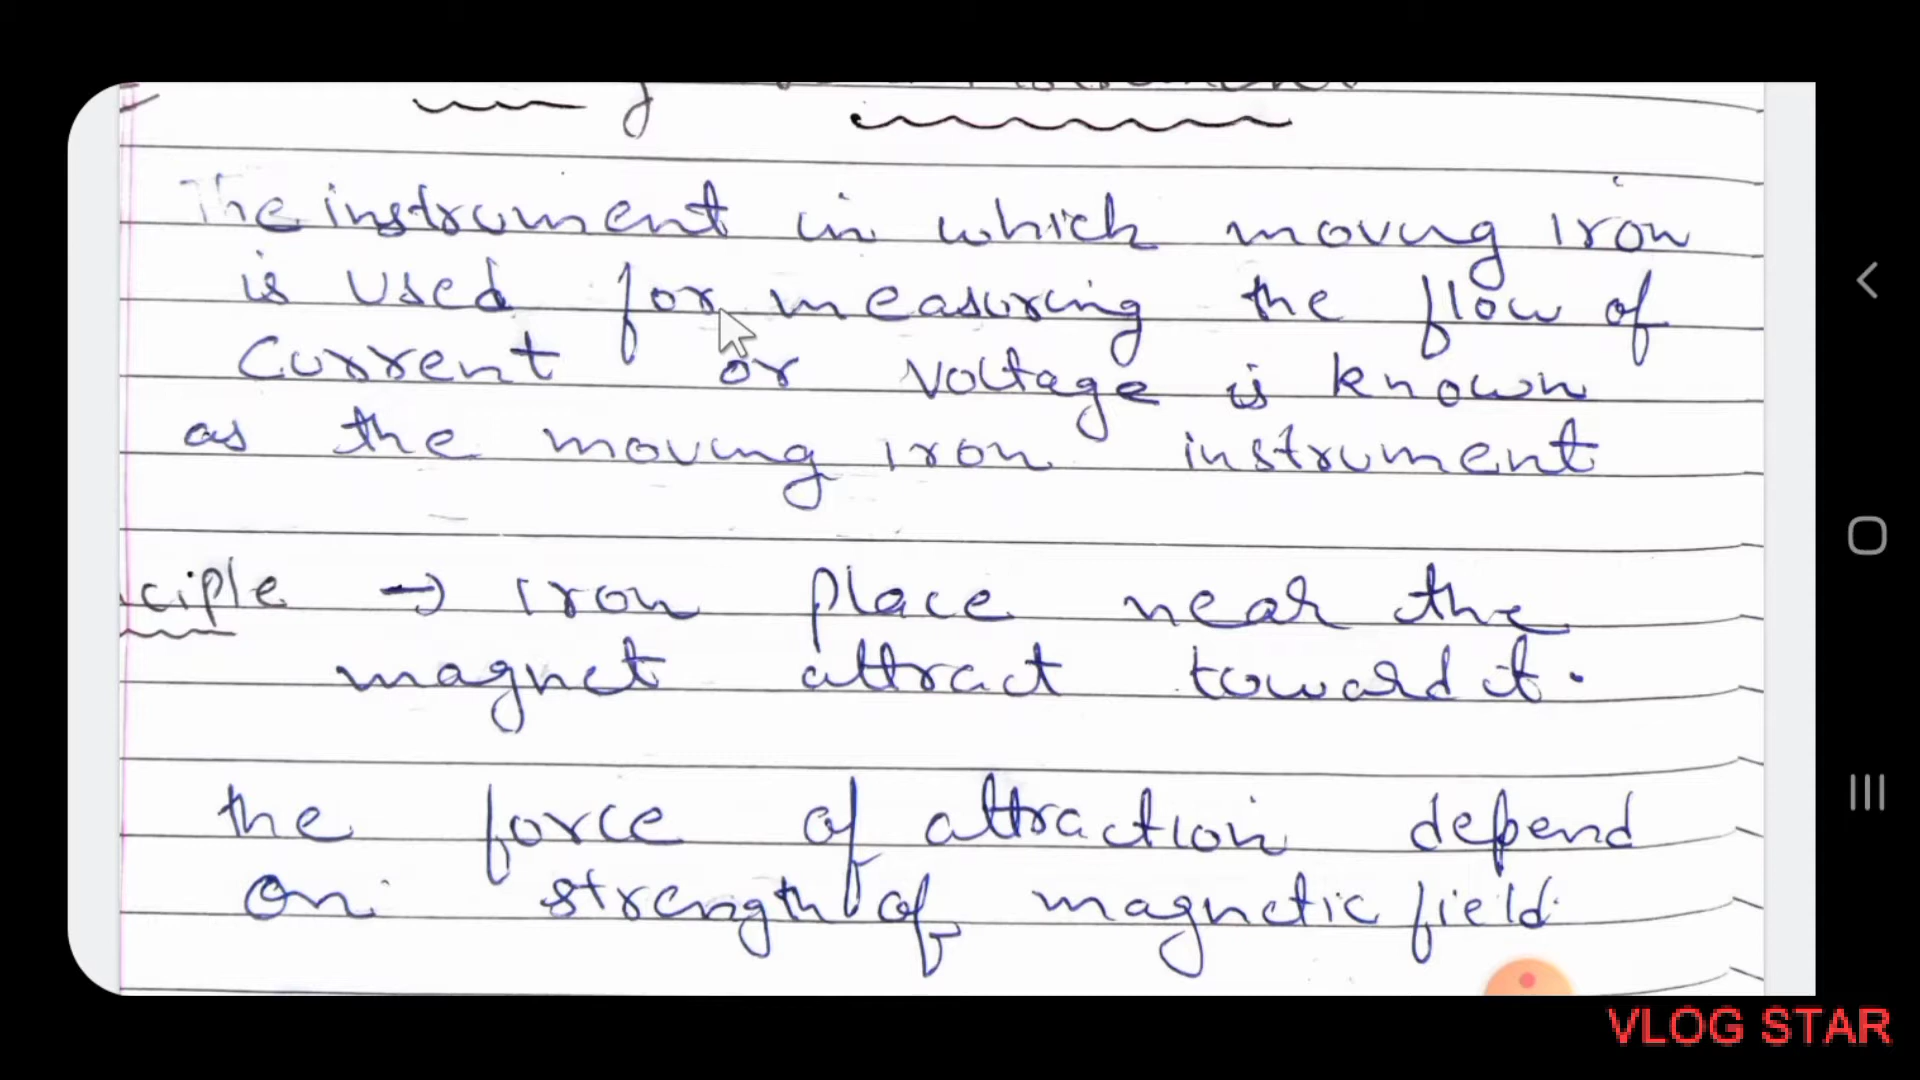 The instrument in which moving iron
is used for measuring the flow of
Current or voltage is known
as the moving iron instrument
ciple → Iron place near the
magnet attract toward it.
the force of attraction depend
on strength of magnetic field
VLOG STAR